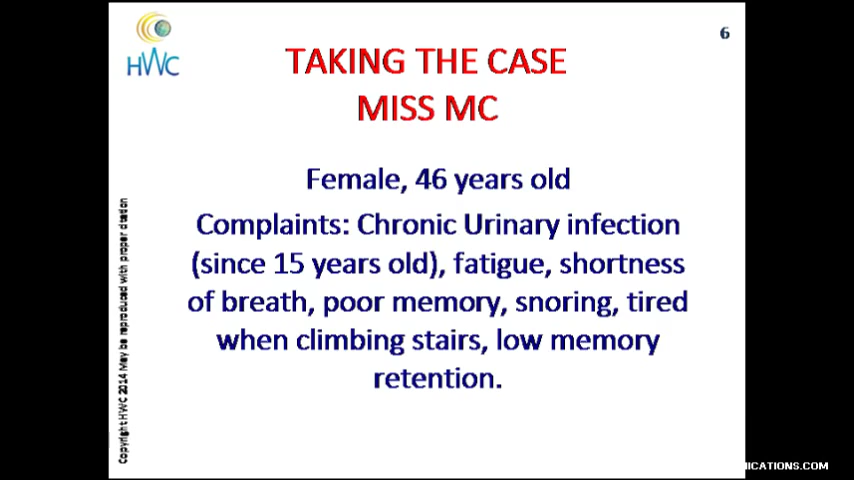 HWC
6
TAKING THE CASE
MISS MC
Female, 46 years old
Complaints: Chronic Urinary infection
(since 15 years old), fatigue, shortness
of breath, poor memory, snoring, tired
when climbing stairs, low memory
retention.
Copyright HWC 2014 May be reproduced with proper citation
ICATIONS.COM